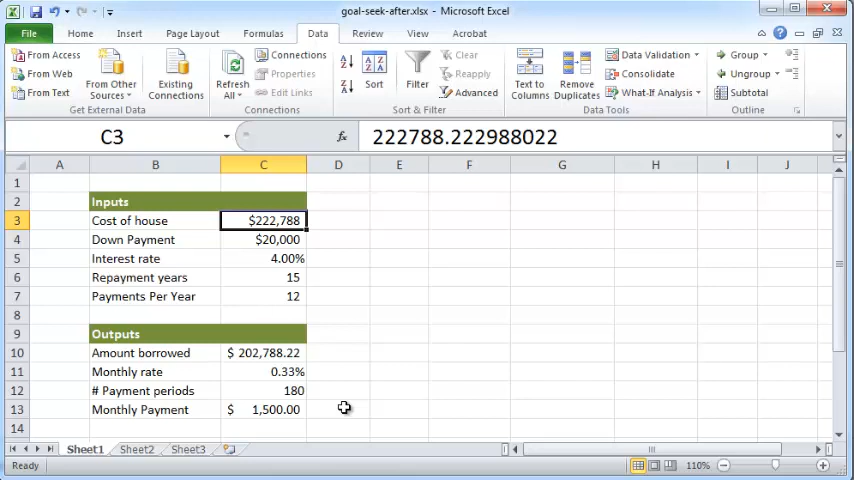 goal-seek-after.xlsx - Microsoft Excel
File Home Insert Page Layout Formulas Data Review View Acrobat
From Access
From Web
From Text
From Other Sources
Existing Connections
Get External Data
Refresh All
Connections
Properties
Edit Links
Connections
Sort
Filter
Clear
Reapply
Advanced
Sort & Filter
Text to Columns
Remove Duplicates
Data Validation
Consolidate
What-If Analysis
Data Tools
Group
Ungroup
Subtotal
Outline
C3 fx 222788.222988022
A B C D E F G H I J
1
2 Inputs
3 Cost of house $222,788
4 Down Payment $20,000
5 Interest rate 4.00%
6 Repayment years 15
7 Payments Per Year 12
8
9 Outputs
10 Amount borrowed $ 202,788.22
11 Monthly rate 0.33%
12 # Payment periods 180
13 Monthly Payment $ 1,500.00
14
Sheet1 Sheet2 Sheet3
Ready 110%